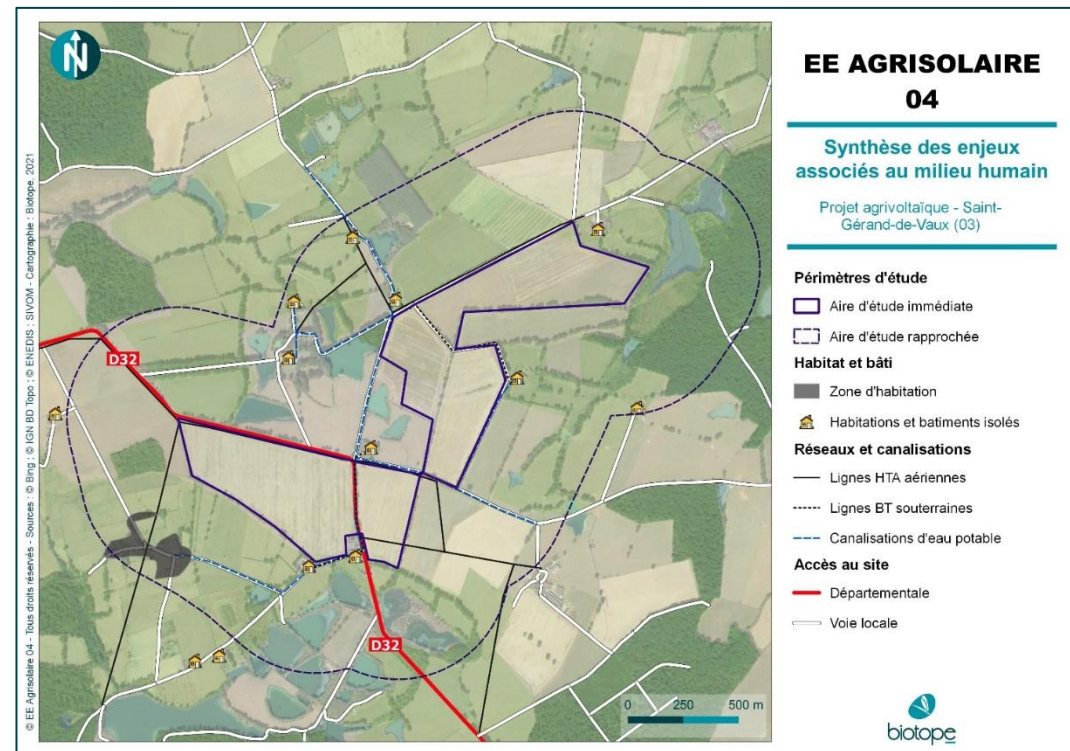 N
D32
D32
0 250 500 m
© EE Agrisolaire 04 - Tous droits réservés - Sources : © Bing ; © IGN BD Topo ; © ENEDIS ; SIVOM - Cartographie : Biotope, 2021
EE AGRISOLAIRE
04
Synthèse des enjeux
associés au milieu humain
Projet agrivoltaïque - Saint-
Gérand-de-Vaux (03)
Périmètres d'étude
Aire d'étude immédiate
Aire d'étude rapprochée
Habitat et bâti
Zone d'habitation
Habitations et batiments isolés
Réseaux et canalisations
Lignes HTA aériennes
Lignes BT souterraines
Canalisations d'eau potable
Accès au site
Départementale
Voie locale
biotope